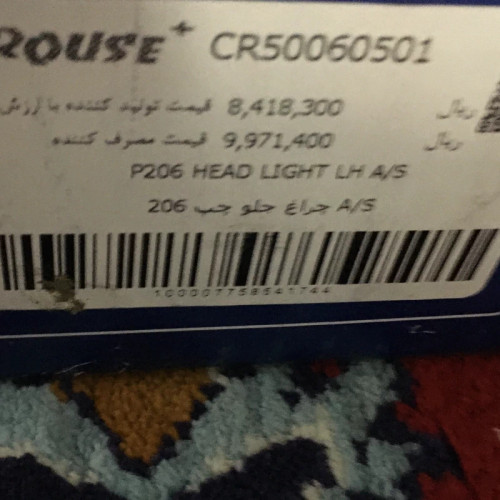 ROUSE+ CR50060501
قیمت تولید کننده با ارزش 8,418,300 ریال
قیمت مصرف کننده 9,971,400 ریال
P206 HEAD LIGHT LH A/S
چراغ جلو چپ 206 A/S